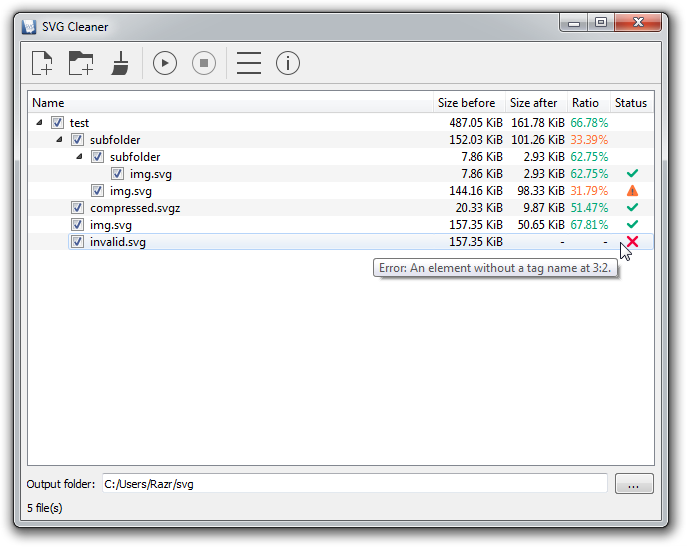 SVG Cleaner
Name Size before Size after Ratio Status
test 487.05 KiB 161.78 KiB 66.78%
subfolder 152.03 KiB 101.26 KiB 33.39%
subfolder 7.86 KiB 2.93 KiB 62.75%
img.svg 7.86 KiB 2.93 KiB 62.75%
img.svg 144.16 KiB 98.33 KiB 31.79%
compressed.svgz 20.33 KiB 9.87 KiB 51.47%
img.svg 157.35 KiB 50.65 KiB 67.81%
invalid.svg 157.35 KiB - -
Error: An element without a tag name at 3:2.
Output folder: C:/Users/Razr/svg ...
5 file(s)